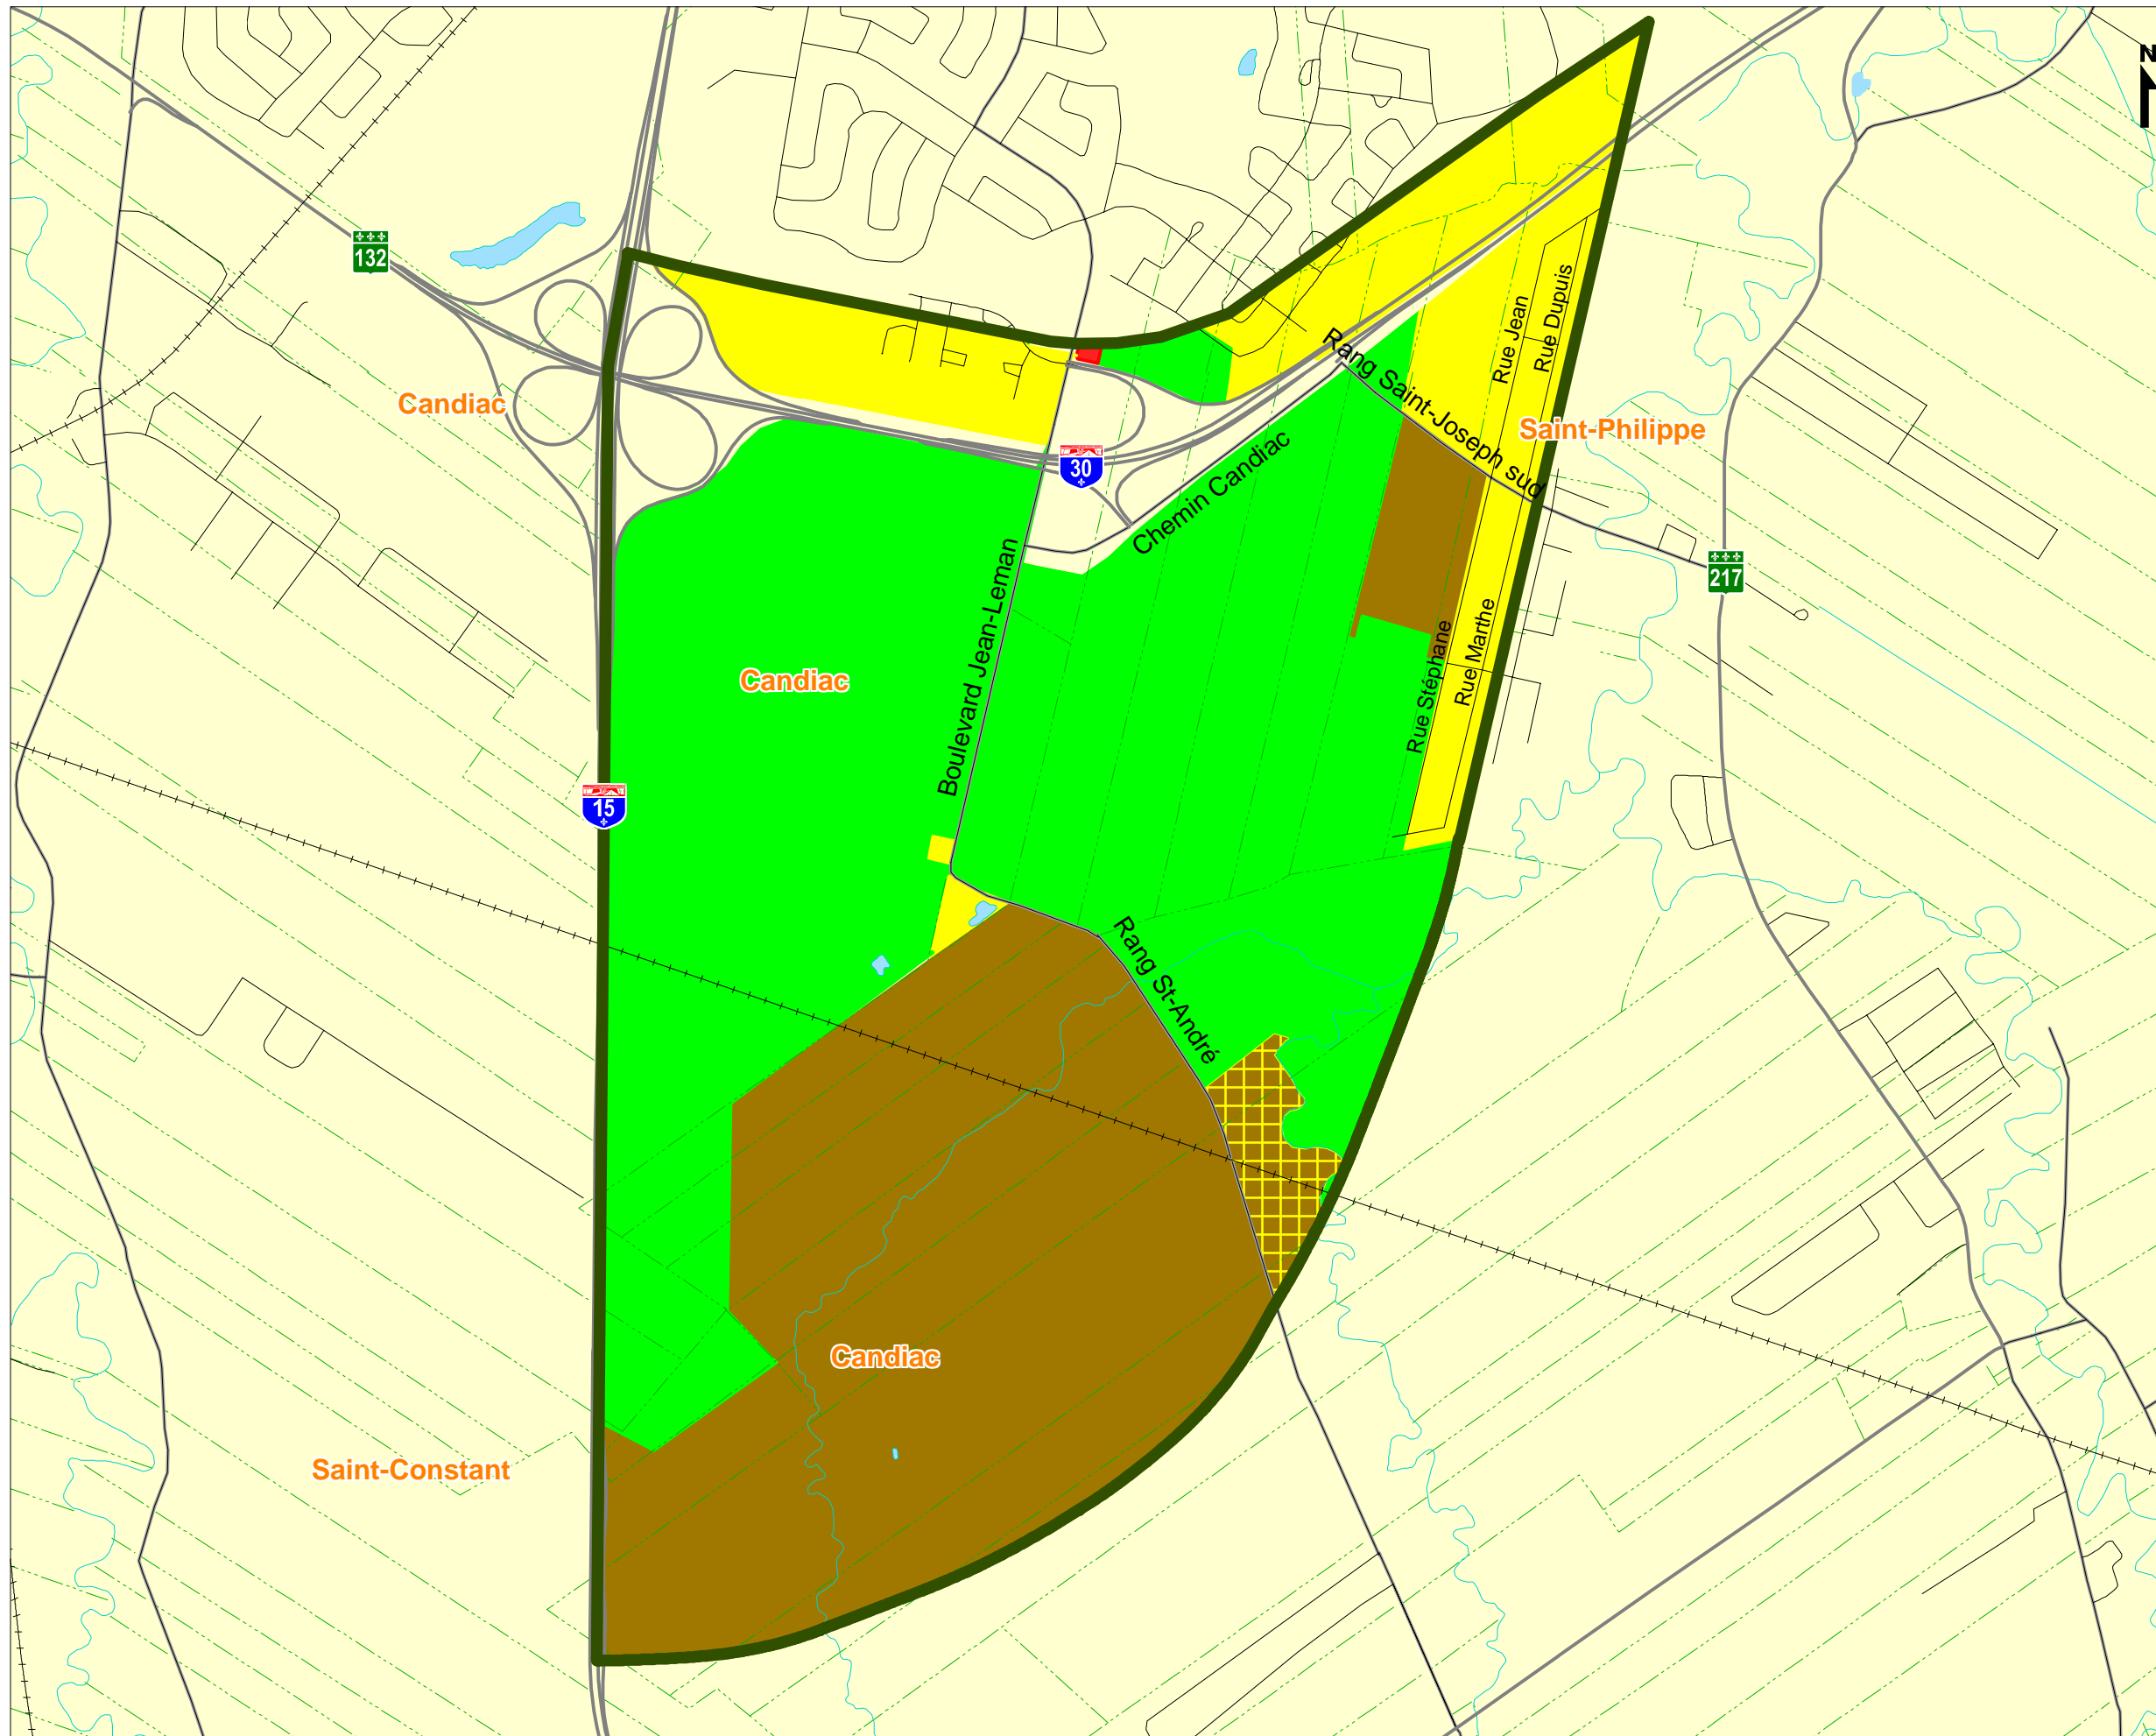 N
132
Candiac
Rue Jean
Rue Dupuis
Rang Saint-Joseph sud
Saint-Philippe
30
Chemin Candiac
217
Boulevard Jean-Leman
Candiac
Rue Stéphane
Rue Marthe
15
Rang St-André
Candiac
Saint-Constant